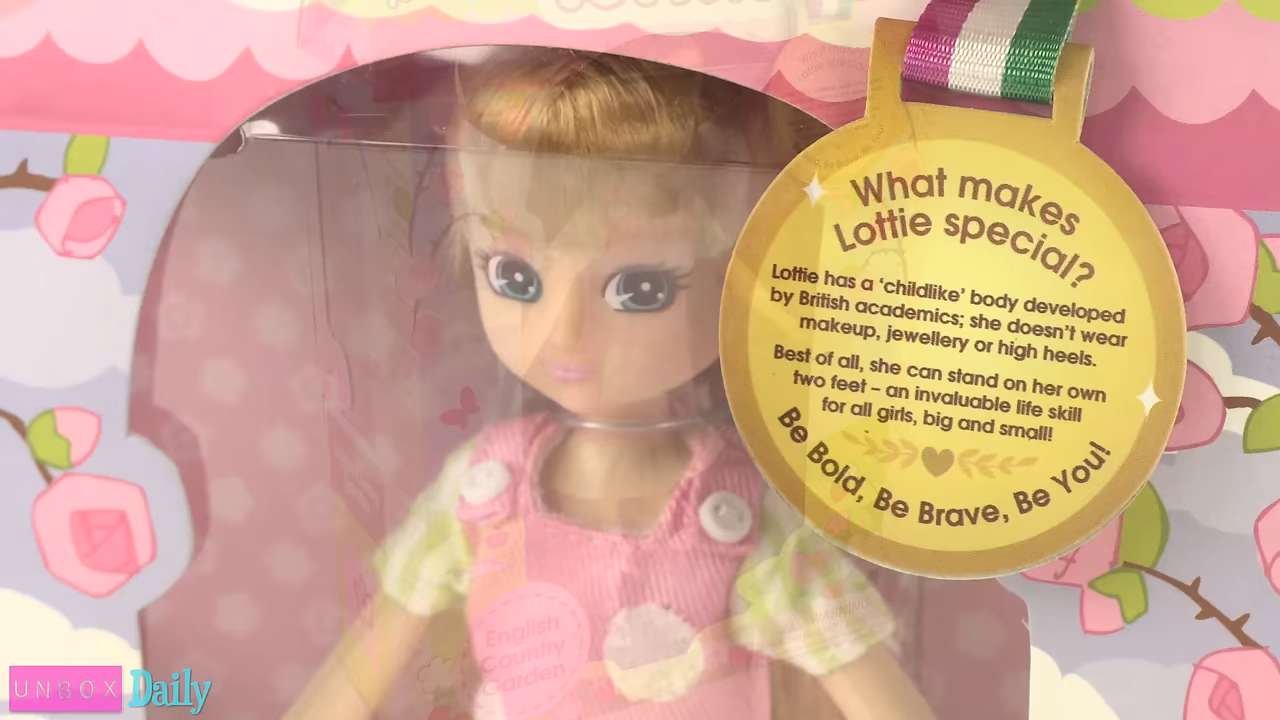 What makes
Lottie special?
Lottie has a ‘childlike’ body developed
by British academics; she doesn’t wear
makeup, jewellery or high heels.
Best of all, she can stand on her own
two feet – an invaluable life skill
for all girls, big and small!
Be Bold, Be Brave, Be You!
English
Country
Garden
WARNING
UNBOX Daily